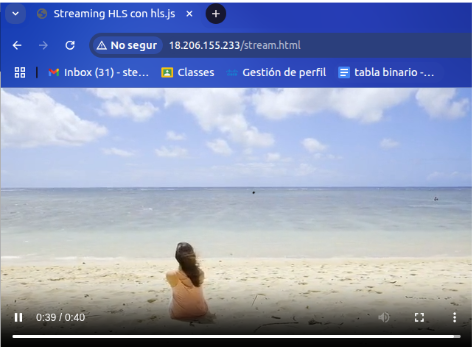 Streaming HLS con hls.js
No segur 18.206.155.233/stream.html
Inbox (31) - ste... Classes Gestión de perfil tabla binario -...
0:39 / 0:40